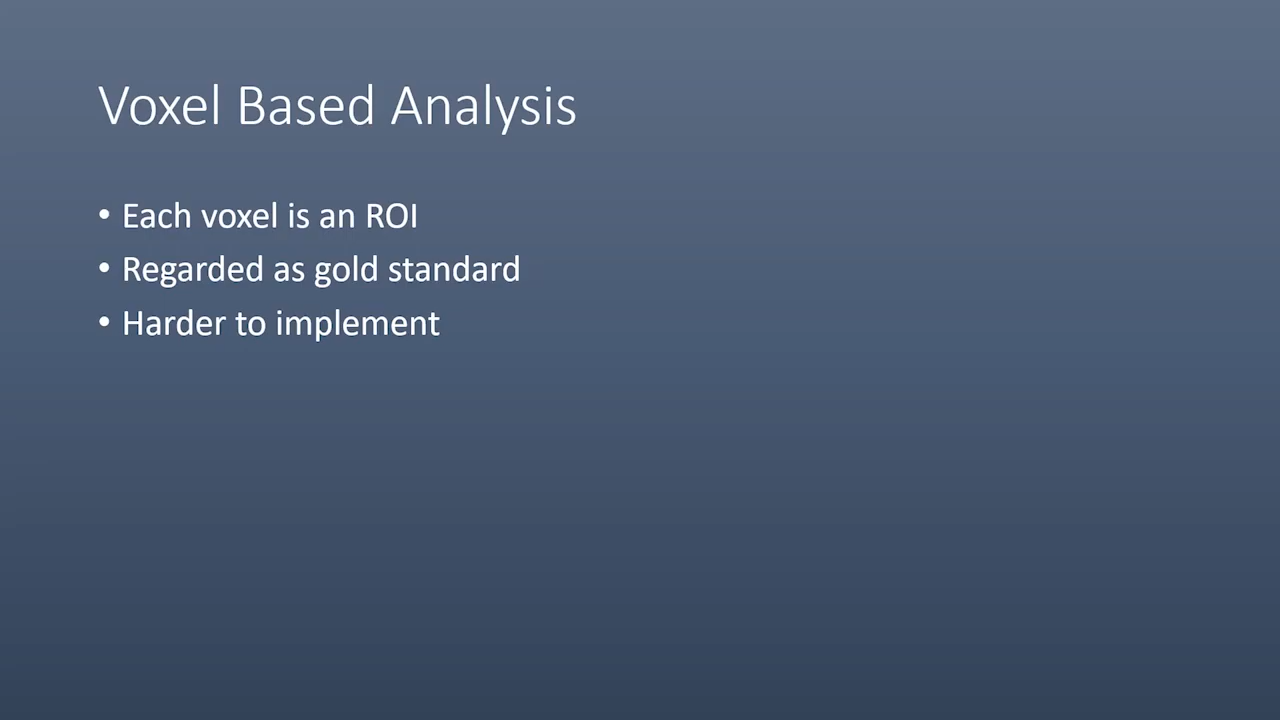 Voxel Based Analysis
• Each voxel is an ROI
• Regarded as gold standard
• Harder to implement